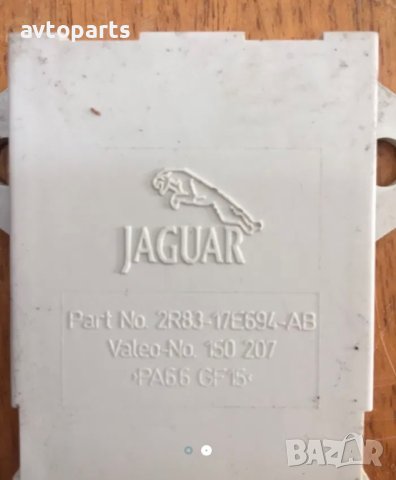 avtoparts
JAGUAR
Part No. 2R83-17E694-AB
Valeo-No. 150 207
>PA6.6 GF15<
BAZAR